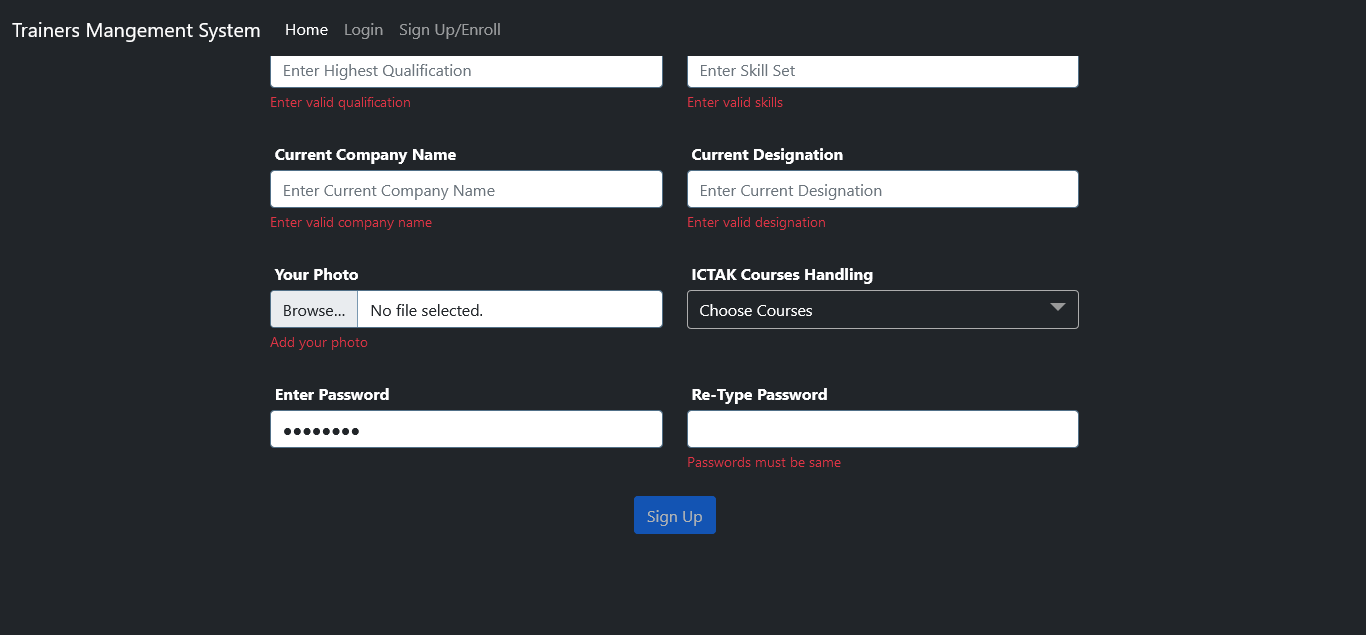 Trainers Mangement System Home Login Sign Up/Enroll
Enter Highest Qualification Enter Skill Set
Enter valid qualification Enter valid skills
Current Company Name Current Designation
Enter Current Company Name Enter Current Designation
Enter valid company name Enter valid designation
Your Photo ICTAK Courses Handling
Browse... No file selected. Choose Courses
Add your photo
Enter Password Re-Type Password
●●●●●●●●
Passwords must be same
Sign Up